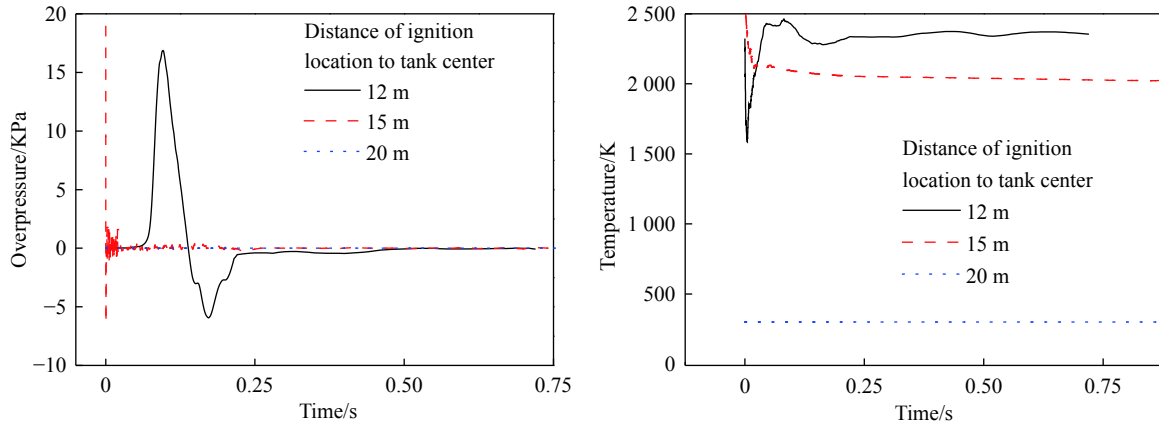 20
15
10
5
0
−5
−10
Overpressure/KPa
Distance of ignition
location to tank center
12 m
15 m
20 m
0
0.25
0.50
0.75
Time/s
2 500
2 000
1 500
1 000
500
0
Temperature/K
Distance of ignition
location to tank center
12 m
15 m
20 m
0
0.25
0.50
0.75
Time/s